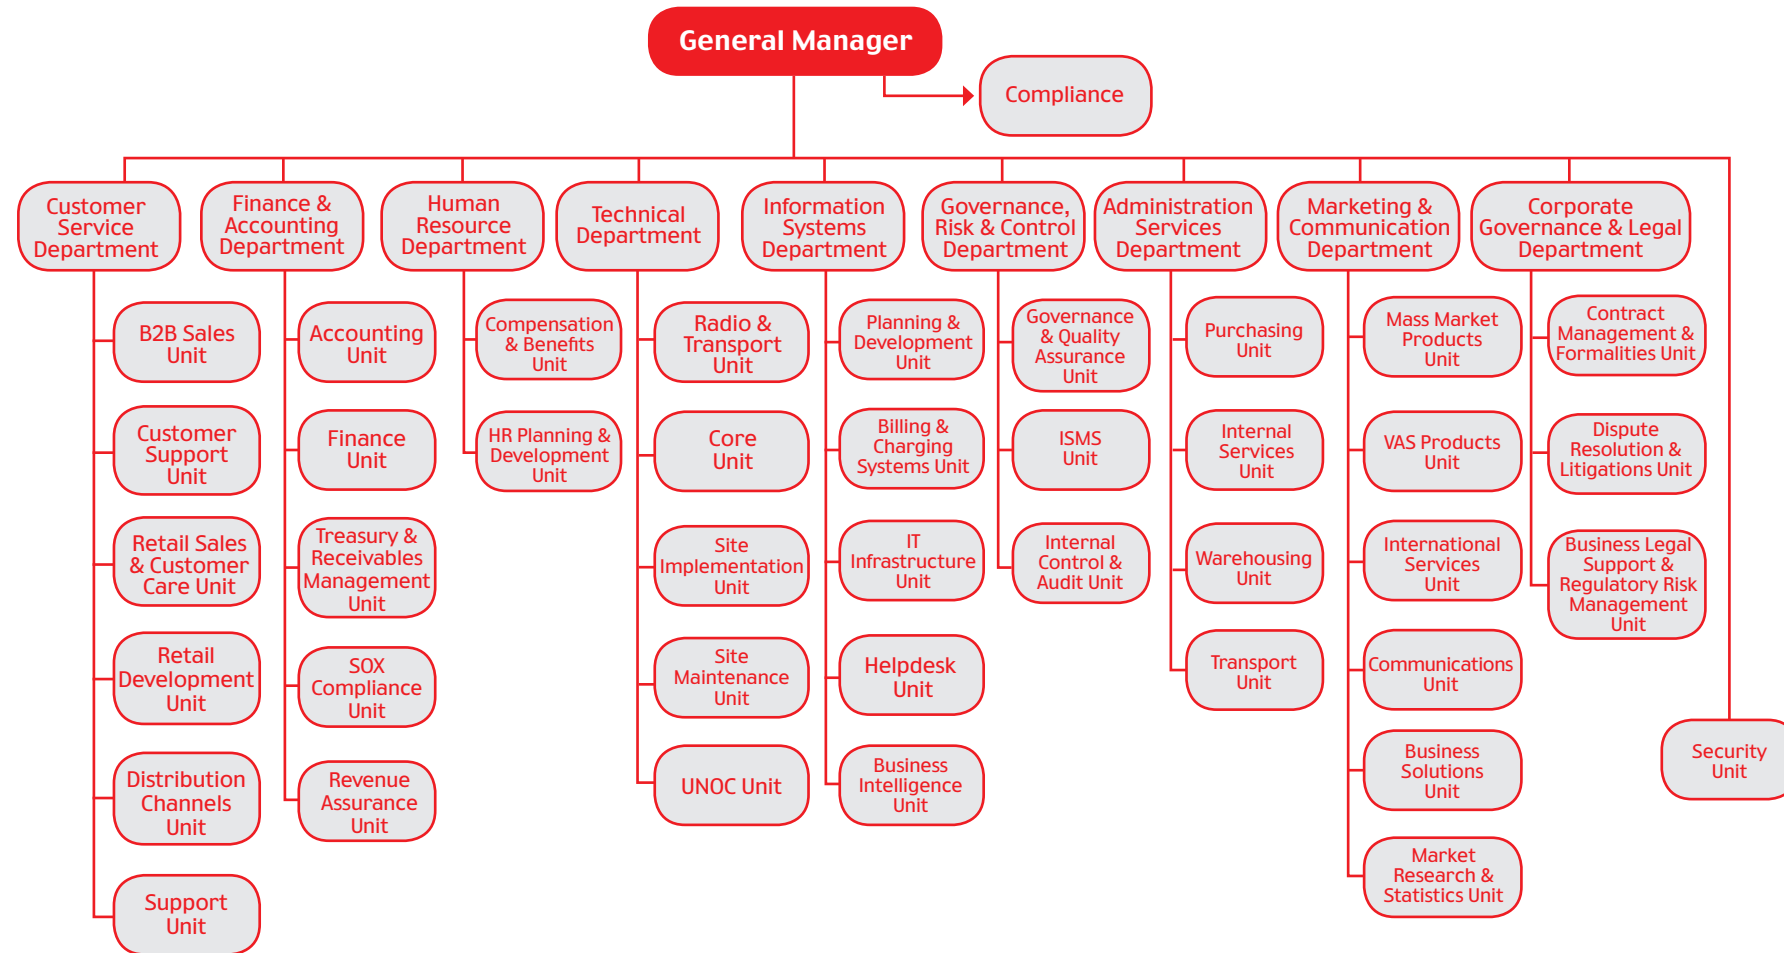 General Manager
Compliance
Customer
Service
Department
Finance &
Accounting
Department
Human
Resource
Department
Technical
Department
Information
Systems
Department
Governance,
Risk & Control
Department
Administration
Services
Department
Marketing &
Communication
Department
Corporate
Governance & Legal
Department
B2B Sales
Unit
Customer
Support
Unit
Retail Sales
& Customer
Care Unit
Retail
Development
Unit
Distribution
Channels
Unit
Support
Unit
Accounting
Unit
Finance
Unit
Treasury &
Receivables
Management
Unit
SOX
Compliance
Unit
Revenue
Assurance
Unit
Compensation
& Benefits
Unit
HR Planning &
Development
Unit
Radio &
Transport
Unit
Core
Unit
Site
Implementation
Unit
Site
Maintenance
Unit
UNOC Unit
Planning &
Development
Unit
Billing &
Charging
Systems Unit
IT
Infrastructure
Unit
Helpdesk
Unit
Business
Intelligence
Unit
Governance
& Quality
Assurance
Unit
ISMS
Unit
Internal
Control &
Audit Unit
Purchasing
Unit
Internal
Services
Unit
Warehousing
Unit
Transport
Unit
Mass Market
Products
Unit
VAS Products
Unit
International
Services
Unit
Communications
Unit
Business
Solutions
Unit
Market
Research &
Statistics Unit
Contract
Management &
Formalities Unit
Dispute
Resolution &
Litigations Unit
Business Legal
Support &
Regulatory Risk
Management
Unit
Security
Unit